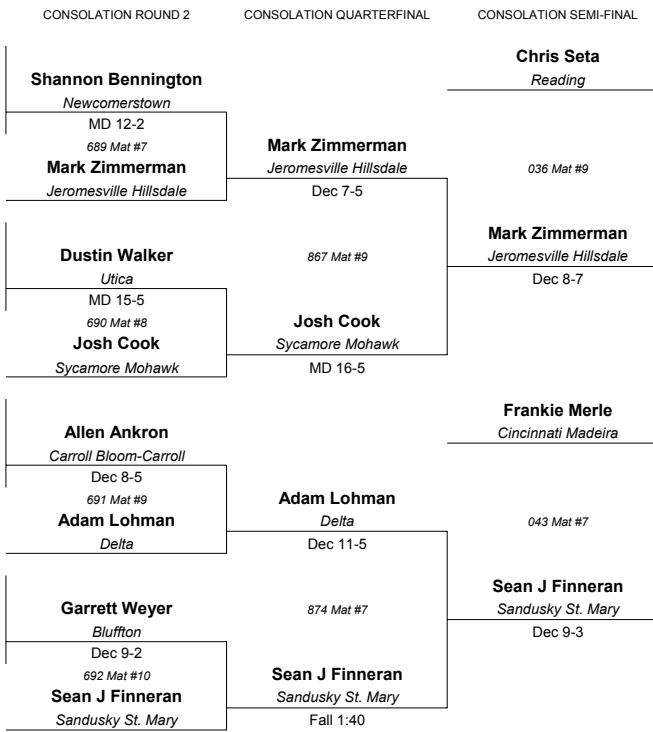 CONSOLATION ROUND 2
CONSOLATION QUARTERFINAL
CONSOLATION SEMI-FINAL
Shannon Bennington
Newcomerstown
MD 12-2
689 Mat #7
Mark Zimmerman
Jeromesville Hillsdale
Dustin Walker
Utica
MD 15-5
690 Mat #8
Josh Cook
Sycamore Mohawk
Allen Ankron
Carroll Bloom-Carroll
Dec 8-5
691 Mat #9
Adam Lohman
Delta
Garrett Weyer
Bluffton
Dec 9-2
692 Mat #10
Sean J Finneran
Sandusky St. Mary
Mark Zimmerman
Jeromesville Hillsdale
Dec 7-5
867 Mat #9
Josh Cook
Sycamore Mohawk
MD 16-5
Adam Lohman
Delta
Dec 11-5
874 Mat #7
Sean J Finneran
Sandusky St. Mary
Fall 1:40
Chris Seta
Reading
036 Mat #9
Mark Zimmerman
Jeromesville Hillsdale
Dec 8-7
Frankie Merle
Cincinnati Madeira
043 Mat #7
Sean J Finneran
Sandusky St. Mary
Dec 9-3